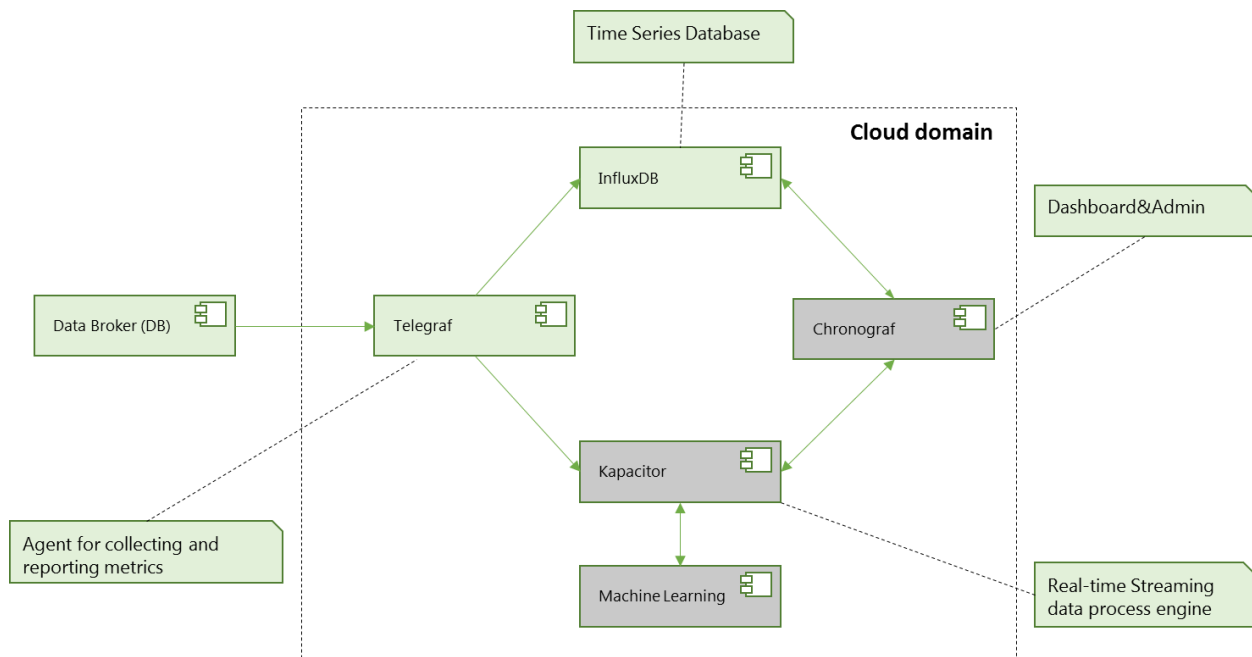 Time Series Database
Cloud domain
InfluxDB
Dashboard&Admin
Data Broker (DB)
Telegraf
Chronograf
Kapacitor
Agent for collecting and
reporting metrics
Machine Learning
Real-time Streaming
data process engine